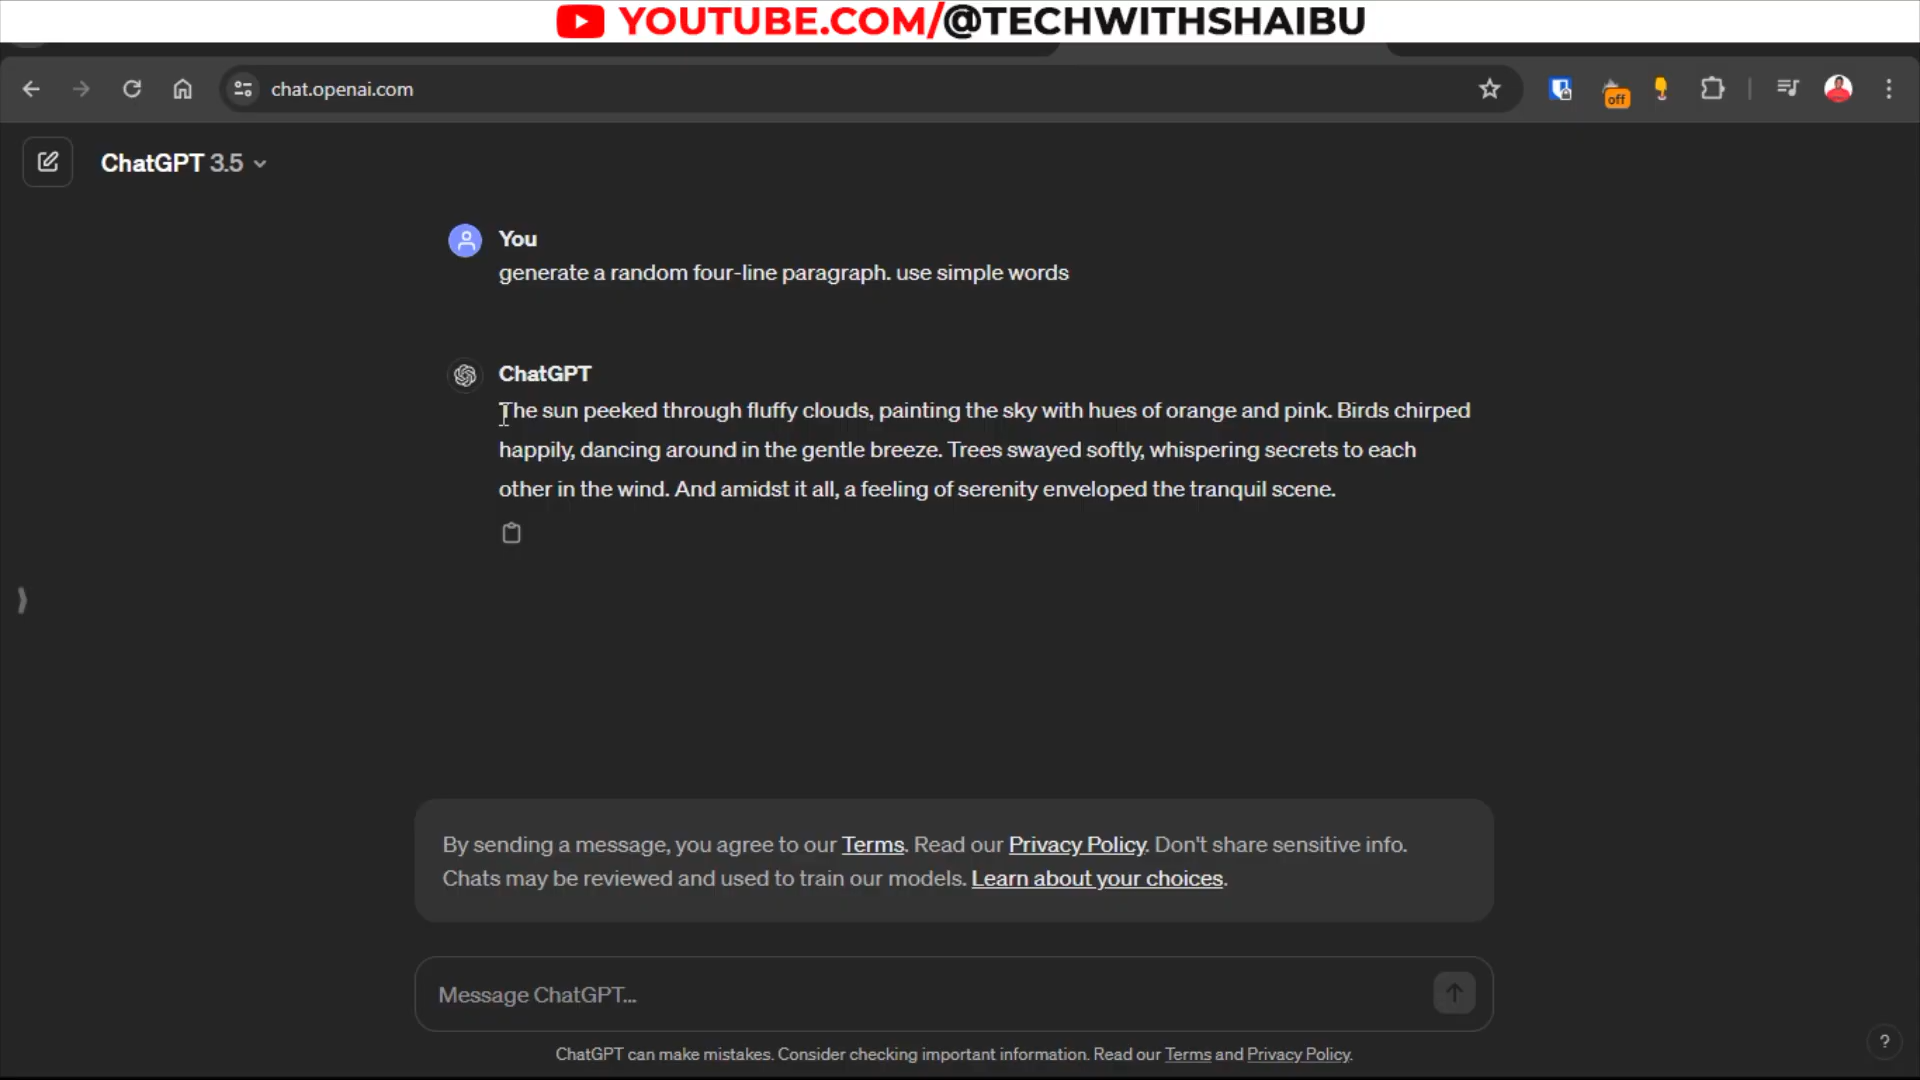 YOUTUBE.COM/@TECHWITHSHAIBU
chat.openai.com
off
ChatGPT 3.5
You
generate a random four-line paragraph. use simple words
ChatGPT
The sun peeked through fluffy clouds, painting the sky with hues of orange and pink. Birds chirped
happily, dancing around in the gentle breeze. Trees swayed softly, whispering secrets to each
other in the wind. And amidst it all, a feeling of serenity enveloped the tranquil scene.
By sending a message, you agree to our Terms. Read our Privacy Policy. Don't share sensitive info.
Chats may be reviewed and used to train our models. Learn about your choices.
Message ChatGPT...
ChatGPT can make mistakes. Consider checking important information. Read our Terms and Privacy Policy.
?